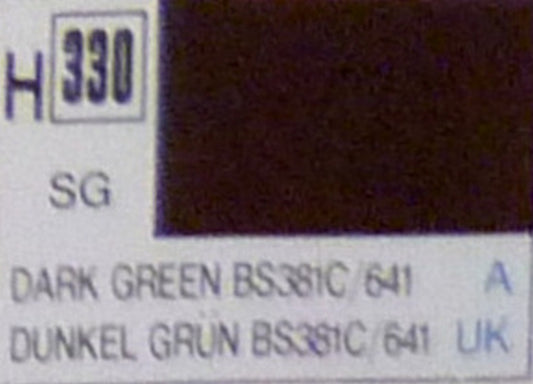 H 330
SG
DARK GREEN BS381C/641 A
DUNKEL GRÜN BS381C/641 UK